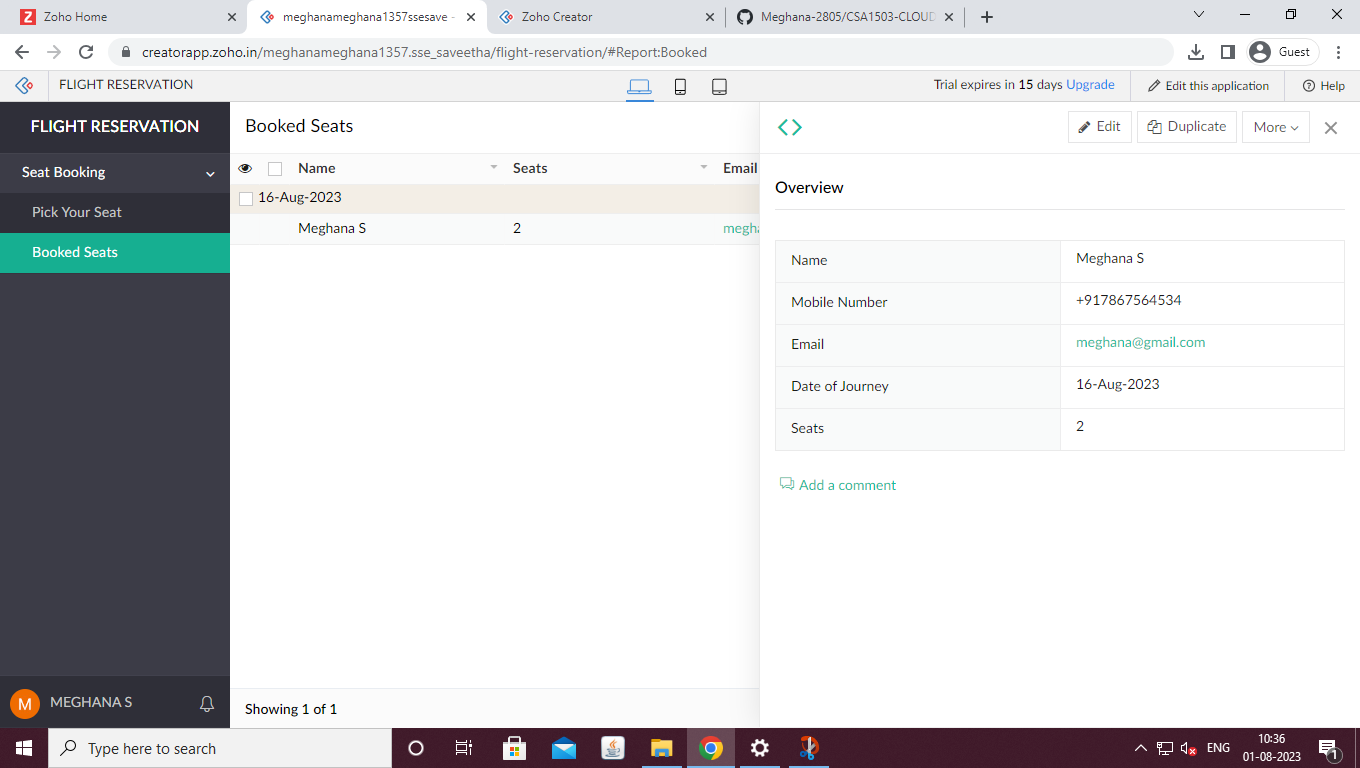 Zoho Home
meghanameghana1357ssesave -
Zoho Creator
Meghana-2805/CSA1503-CLOUD
creatorapp.zoho.in/meghanameghana1357.sse_saveetha/flight-reservation/#Report:Booked
Guest
FLIGHT RESERVATION
Trial expires in 15 days Upgrade
Edit this application
Help
FLIGHT RESERVATION
Seat Booking
Pick Your Seat
Booked Seats
M MEGHANA S
Booked Seats
Name Seats Email
16-Aug-2023
Meghana S 2 megha
Showing 1 of 1
Edit Duplicate More
Overview
Name Meghana S
Mobile Number +917867564534
Email meghana@gmail.com
Date of Journey 16-Aug-2023
Seats 2
Add a comment
Type here to search
ENG
10:36
01-08-2023
1